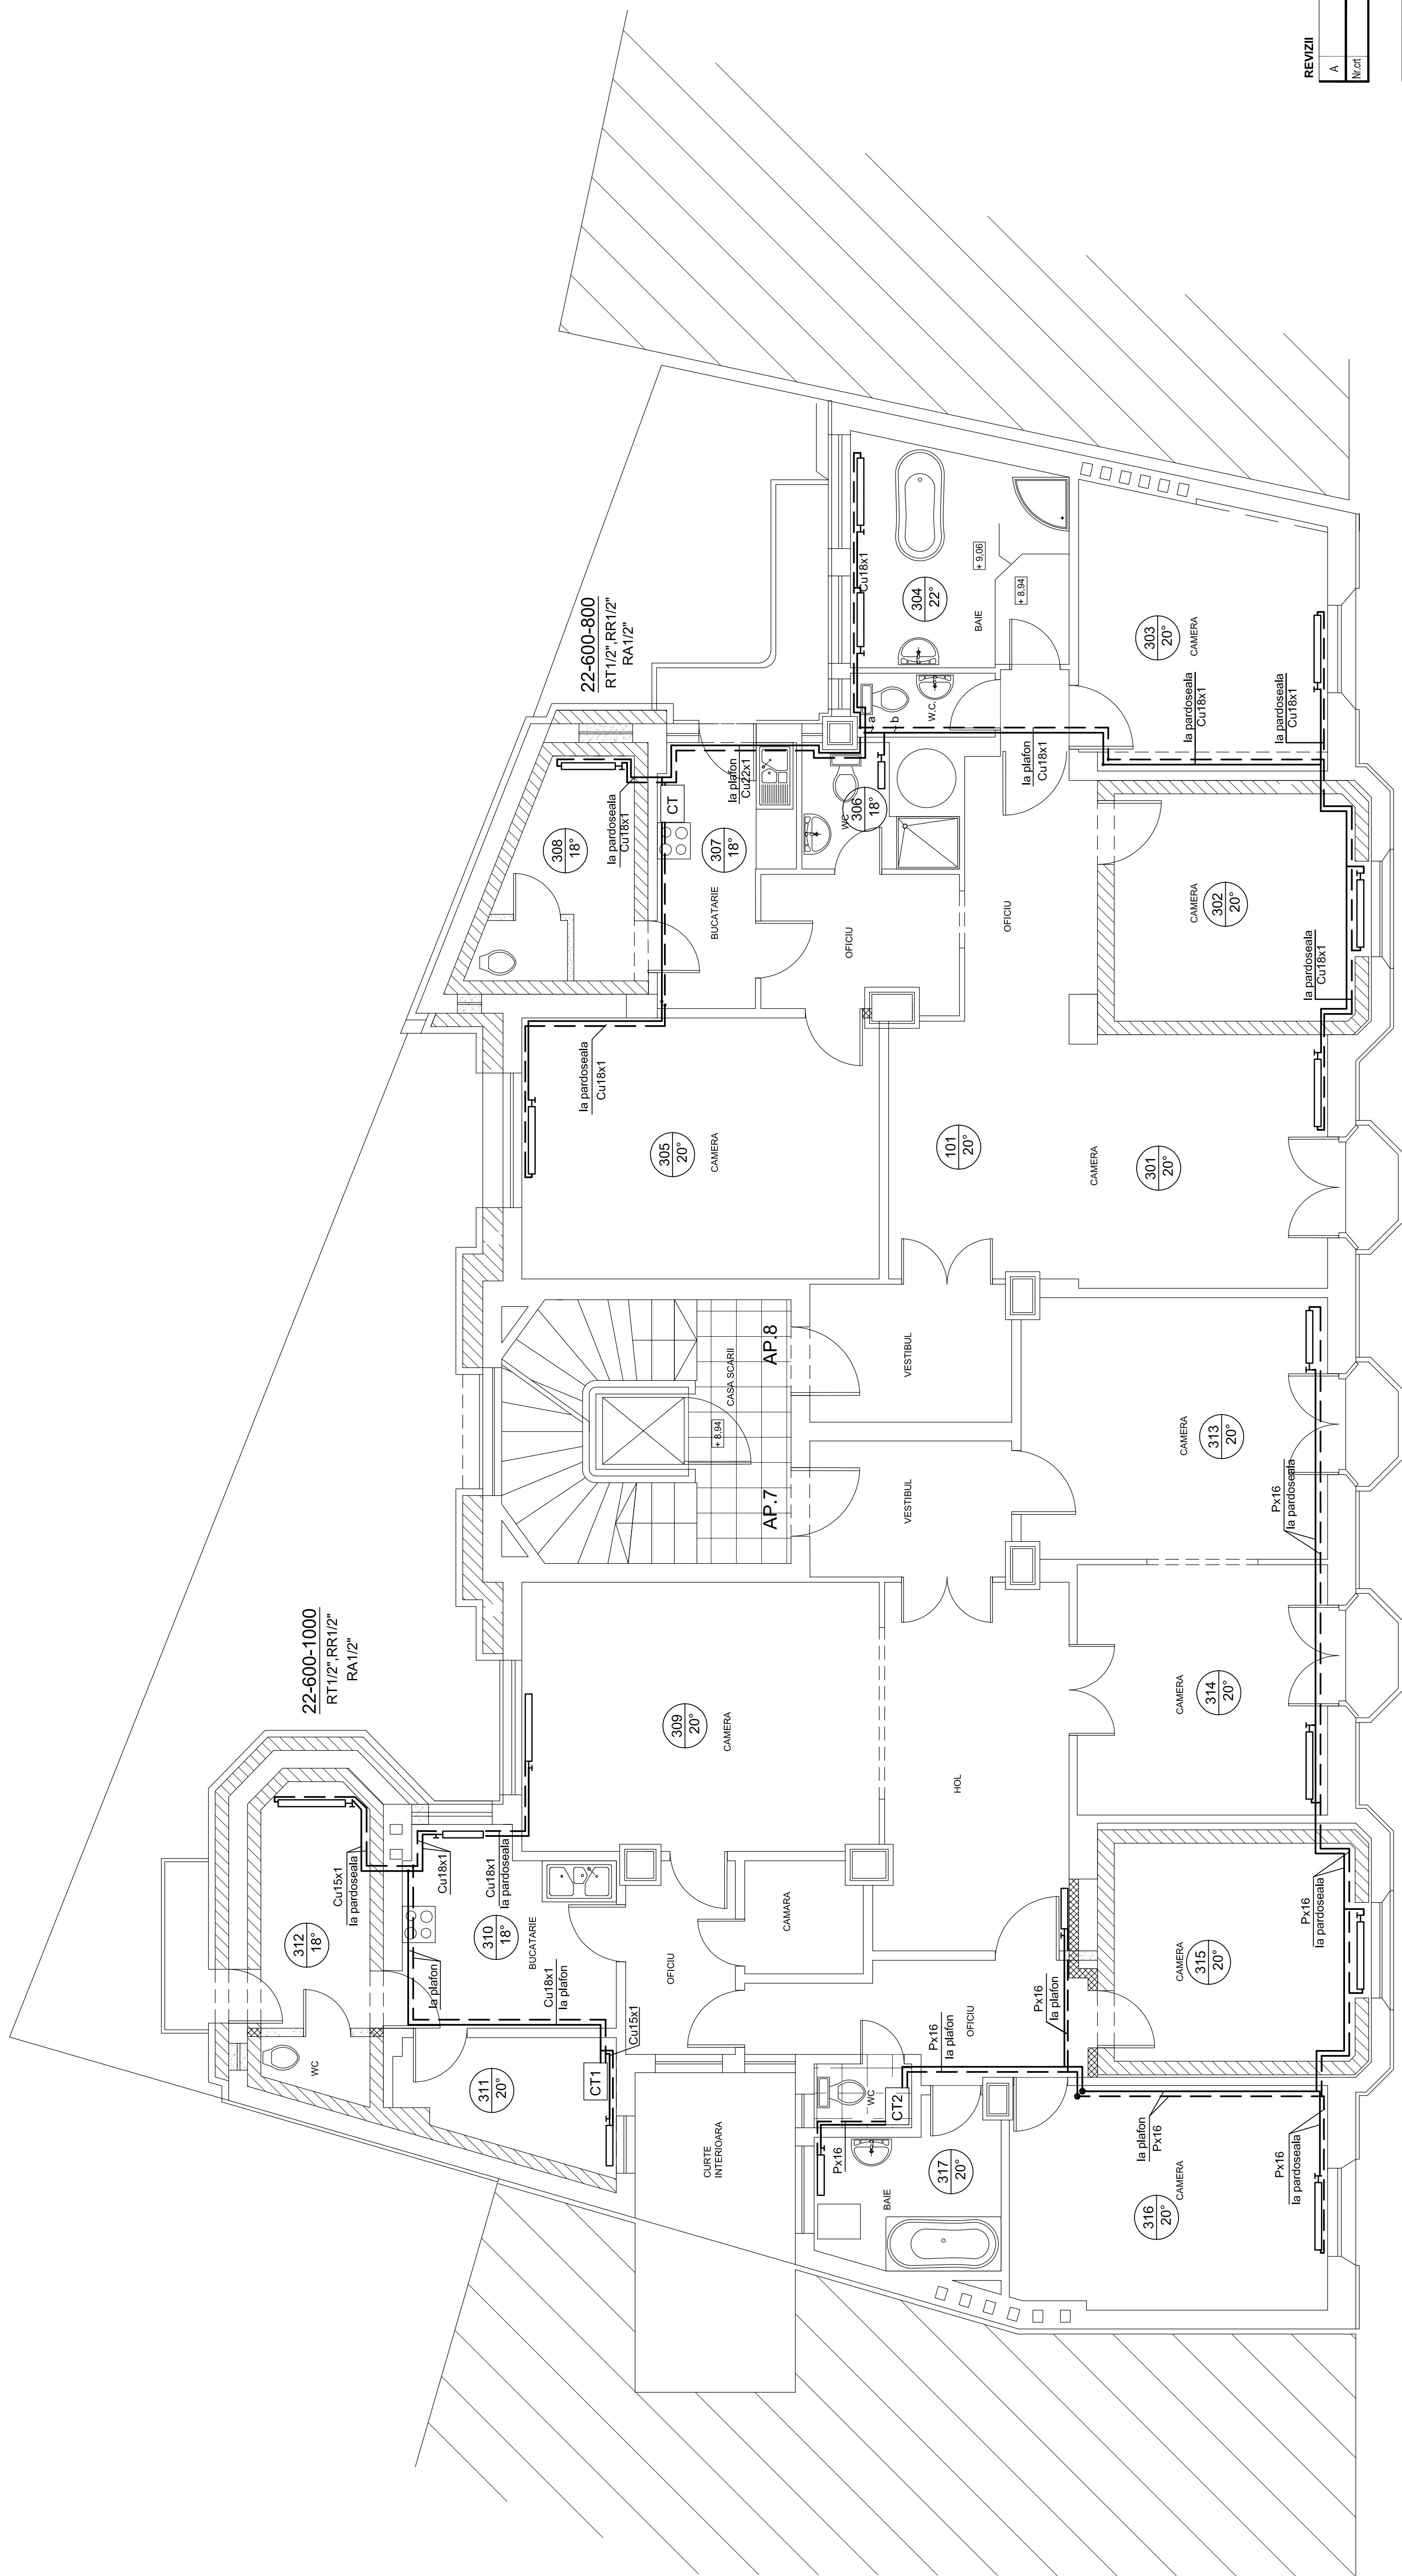 REVIZII
A
Nr.crt
22-600-800
RT1/2",RR1/2"
RA1/2"
22-600-1000
RT1/2",RR1/2"
RA1/2"
312
18°
WC
Cu15x1
la pardoseala
la plafon
Cu18x1
Cu18x1
la pardoseala
310
18°
BUCATARIE
Cu18x1
la plafon
Cu15x1
311
20°
CT1
309
20°
CAMERA
OFICIU
CAMARA
HOL
CURTE
INTERIOARA
WC
CT2
Px16
317
20°
BAIE
Px16
la plafon
OFICIU
Px16
la plafon
la plafon
Px16
316
20°
CAMERA
Px16
la pardoseala
315
20°
CAMERA
Px16
la pardoseala
314
20°
CAMERA
313
20°
CAMERA
Px16
la pardoseala
VESTIBUL
VESTIBUL
AP.7
AP.8
CASA SCARII
+ 8.94
308
18°
la pardoseala
Cu18x1
CT
307
18°
BUCATARIE
la plafon
Cu22x1
la pardoseala
Cu18x1
305
20°
CAMERA
OFICIU
WC
306
18°
a
b
W.C.
Cu18x1
304
22°
BAIE
+ 9.06
+ 8.94
la plafon
Cu18x1
OFICIU
101
20°
301
20°
CAMERA
302
20°
CAMERA
la pardoseala
Cu18x1
303
20°
CAMERA
la pardoseala
Cu18x1
la pardoseala
Cu18x1